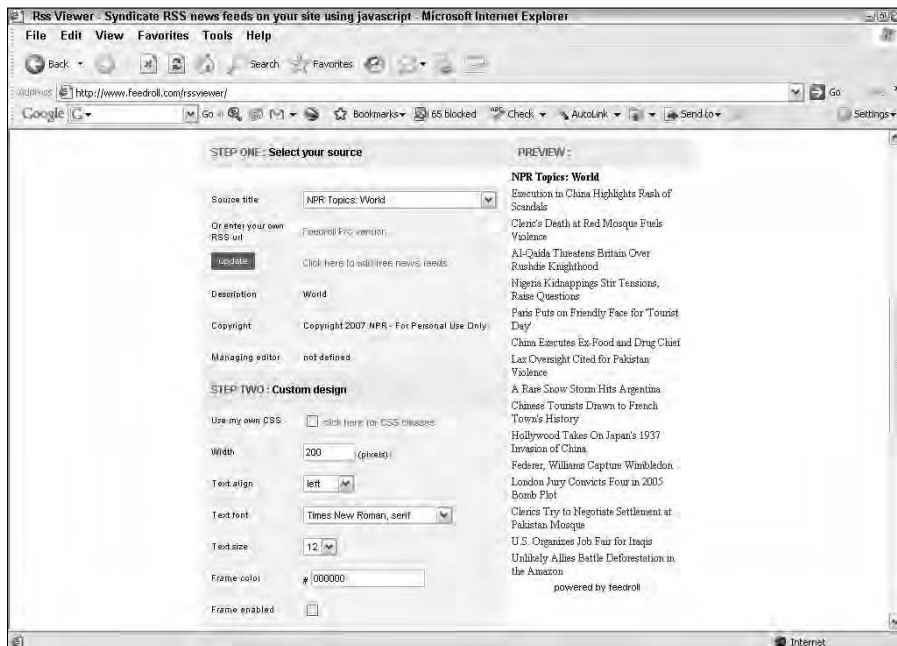 Rss Viewer - Syndicate RSS news feeds on your site using javascript - Microsoft Internet Explorer
File Edit View Favorites Tools Help
Back Search Favorites
Address http://www.feedroll.com/rssviewer/ Go
Google G Go Bookmarks 65 blocked Check AutoLink Send to Settings
STEP ONE : Select your source
Source title NPR Topics: World
Or enter your own
RSS url
Feedroll Pro version
update Click here to add free news feeds
Description World
Copyright Copyright 2007 NPR - For Personal Use Only
Managing editor not defined
STEP TWO : Custom design
Use my own CSS click here for CSS classes
Width 200 (pixels)
Text align left
Text font Times New Roman, serif
Text size 12
Frame color # 000000
Frame enabled
PREVIEW :
NPR Topics: World
Execution in China Highlights Rash of
Scandals
Cleric's Death at Red Mosque Fuels
Violence
Al-Qaida Threatens Britain Over
Rushdie Knighthood
Nigeria Kidnappings Stir Tensions,
Raise Questions
Paris Puts on Friendly Face for 'Tourist
Day'
China Executes Ex-Food and Drug Chief
Lax Oversight Cited for Pakistan
Violence
A Rare Snow Storm Hits Argentina
Chinese Tourists Drawn to French
Town's History
Hollywood Takes On Japan's 1937
Invasion of China
Federer, Williams Capture Wimbledon
London Jury Convicts Four in 2005
Bomb Plot
Clerics Try to Negotiate Settlement at
Pakistan Mosque
U.S. Organizes Job Fair for Iraqis
Unlikely Allies Battle Deforestation in
the Amazon
powered by feedroll
Internet